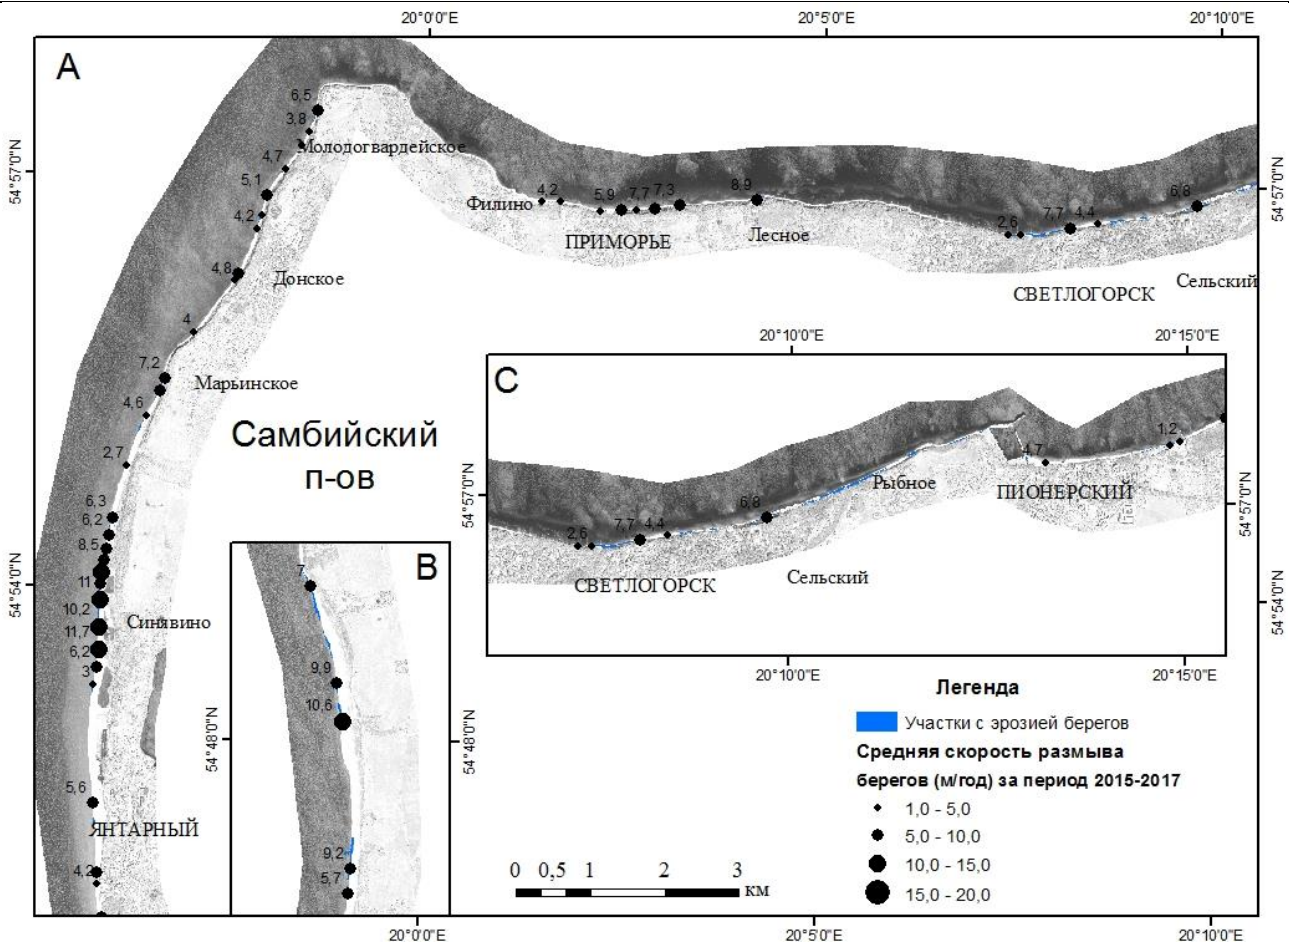 20°0'0"E
20°5'0"E
20°10'0"E
A
6,5
3,8
Молодогвардейское
54°57'0"N
4,7
5,1
4,2
4,2
5,9
7,7
7,3
8,9
6,8
54°57'0"N
Филино
ПРИМОРЬЕ
Лесное
2,6
7,7
4,4
4,8
Донское
Сельский
СВЕТЛОГОРСК
4
20°10'0"E
20°15'0"E
7,2
Марьинское
C
4,6
Самбийский
п-ов
2,7
1,2
4,7
Рыбное
ПИОНЕРСКИЙ
54°57'0"N
54°57'0"N
6,8
7,7
4,4
2,6
СВЕТЛОГОРСК
Сельский
6,3
6,2
8,5
11
54°54'0"N
54°54'0"N
10,2
Синявино
11,7
6,2
3
B
7
9,9
10,6
54°48'0"N
54°48'0"N
9,2
5,7
20°10'0"E
20°15'0"E
5,6
ЯНТАРНЫЙ
4,2
Легенда
Участки с эрозией берегов
Средняя скорость размыва
берегов (м/год) за период 2015-2017
1,0 - 5,0
5,0 - 10,0
10,0 - 15,0
15,0 - 20,0
0 0,5 1 2 3
км
20°0'0"E
20°5'0"E
20°10'0"E